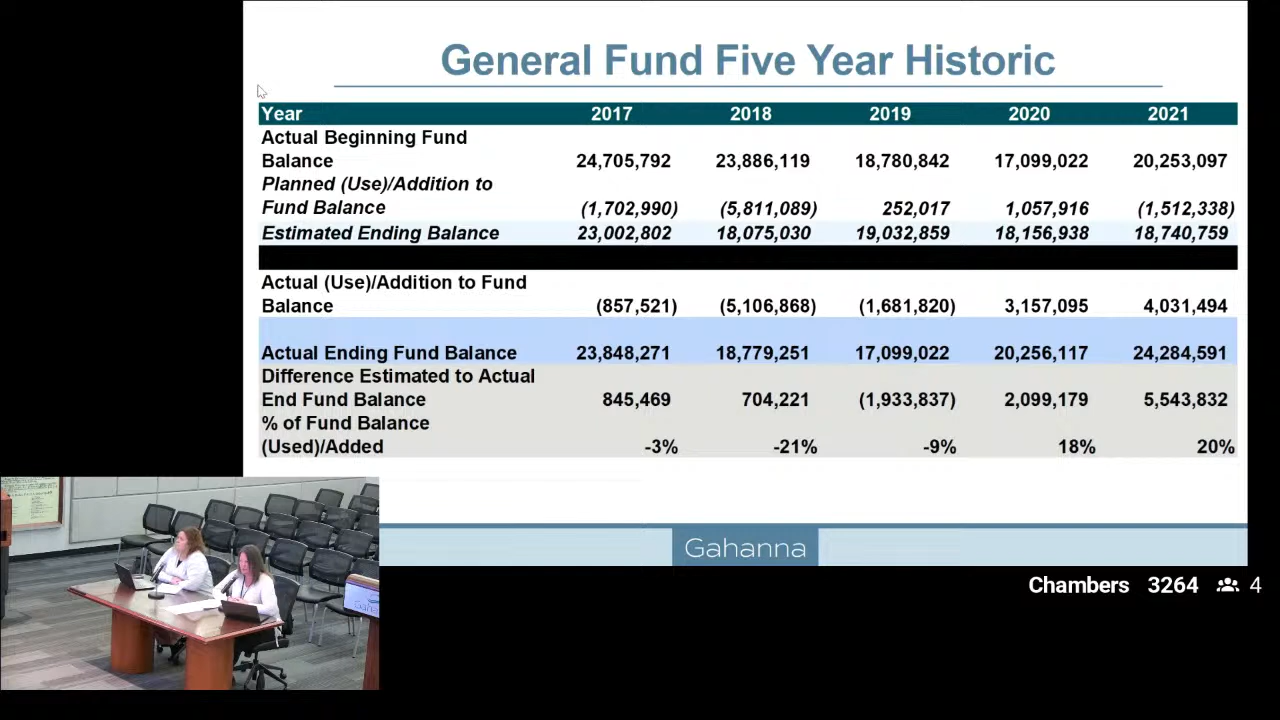 General Fund Five Year Historic
Year 2017 2018 2019 2020 2021
Actual Beginning Fund
Balance 24,705,792 23,886,119 18,780,842 17,099,022 20,253,097
Planned (Use)/Addition to
Fund Balance (1,702,990) (5,811,089) 252,017 1,057,916 (1,512,338)
Estimated Ending Balance 23,002,802 18,075,030 19,032,859 18,156,938 18,740,759
Actual (Use)/Addition to Fund
Balance (857,521) (5,106,868) (1,681,820) 3,157,095 4,031,494
Actual Ending Fund Balance 23,848,271 18,779,251 17,099,022 20,256,117 24,284,591
Difference Estimated to Actual
End Fund Balance 845,469 704,221 (1,933,837) 2,099,179 5,543,832
% of Fund Balance
(Used)/Added -3% -21% -9% 18% 20%
Gahanna
Chambers 3264 4